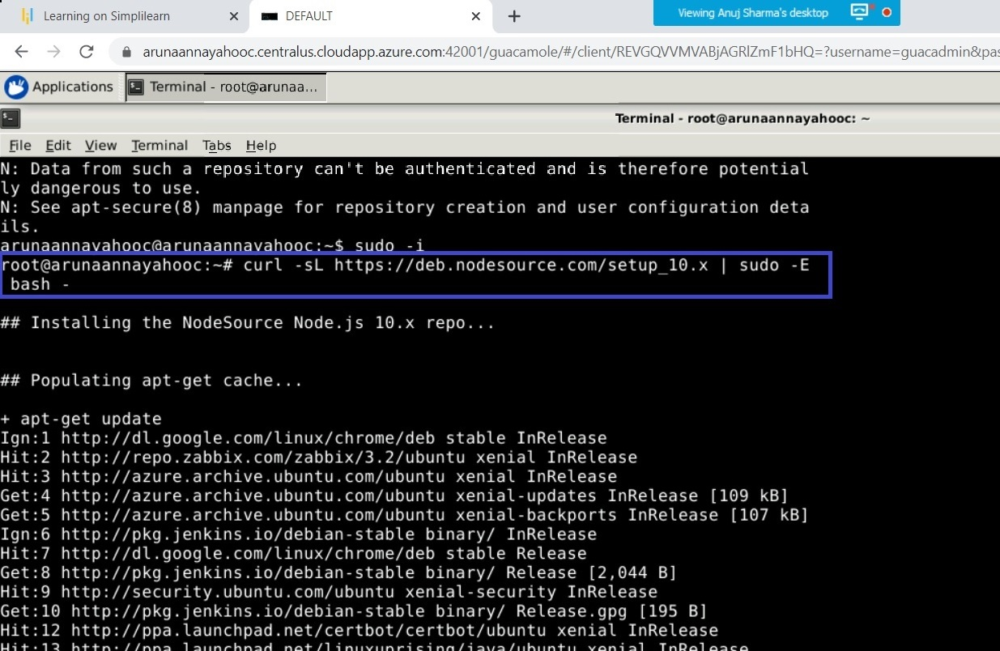 Learning on Simplilearn
DEFAULT
Viewing Anuj Sharma's desktop
arunaannayahooc.centralus.cloudapp.azure.com:42001/guacamole/#/client/REVGQVVMVABjAGRlZmF1bHQ=?username=guacadmin&pas
Applications
Terminal - root@arunaa...
Terminal - root@arunaannayahooc: ~
File Edit View Terminal Tabs Help
N: Data from such a repository can't be authenticated and is therefore potential
ly dangerous to use.
N: See apt-secure(8) manpage for repository creation and user configuration deta
ils.
arunaannayahooc@arunaannayahooc:~$ sudo -i
root@arunaannayahooc:~# curl -sL https://deb.nodesource.com/setup_10.x | sudo -E
bash -
## Installing the NodeSource Node.js 10.x repo...
## Populating apt-get cache...
+ apt-get update
Ign:1 http://dl.google.com/linux/chrome/deb stable InRelease
Hit:2 http://repo.zabbix.com/zabbix/3.2/ubuntu xenial InRelease
Hit:3 http://azure.archive.ubuntu.com/ubuntu xenial InRelease
Get:4 http://azure.archive.ubuntu.com/ubuntu xenial-updates InRelease [109 kB]
Get:5 http://azure.archive.ubuntu.com/ubuntu xenial-backports InRelease [107 kB]
Ign:6 http://pkg.jenkins.io/debian-stable binary/ InRelease
Hit:7 http://dl.google.com/linux/chrome/deb stable Release
Get:8 http://pkg.jenkins.io/debian-stable binary/ Release [2,044 B]
Hit:9 http://security.ubuntu.com/ubuntu xenial-security InRelease
Get:10 http://pkg.jenkins.io/debian-stable binary/ Release.gpg [195 B]
Hit:12 http://ppa.launchpad.net/certbot/certbot/ubuntu xenial InRelease
Hit:13 http://ppa.launchpad.net/linuxuprising/java/ubuntu xenial InRelease